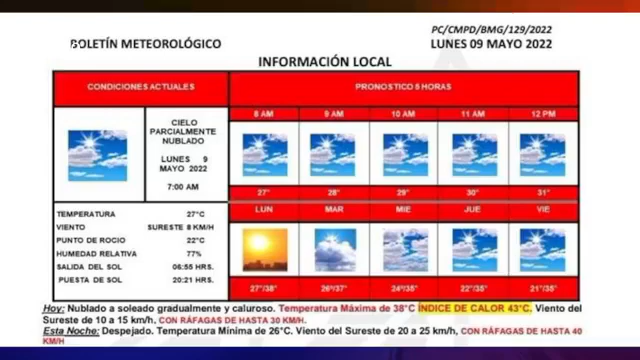 PC/CMPD/BMG/129/2022
BOLETÍN METEOROLÓGICO
LUNES 09 MAYO 2022
INFORMACIÓN LOCAL
CONDICIONES ACTUALES
PRONOSTICO 5 HORAS
CIELO
PARCIALMENTE
NUBLADO
LUNES 9
MAYO 2022
7:00 AM
8 AM 9 AM 10 AM 11 AM 12 PM
27° 28° 29° 30° 31°
TEMPERATURA 27°C
VIENTO SURESTE 8 KM/H
PUNTO DE ROCIO 22°C
HUMEDAD RELATIVA 77%
SALIDA DEL SOL 06:55 HRS.
PUESTA DE SOL 20:21 HRS.
LUN MAR MIE JUE VIE
27°/38° 26°/37° 24°/35° 22°/35° 21°/35°
Hoy: Nublado a soleado gradualmente y caluroso. Temperatura Máxima de 38°C ÍNDICE DE CALOR 43°C. Viento del
Sureste de 10 a 15 km/h, CON RÁFAGAS DE HASTA 30 KM/H.
Esta Noche: Despejado. Temperatura Mínima de 26°C. Viento del Sureste de 20 a 25 km/h, CON RÁFAGAS DE HASTA 40
KM/H